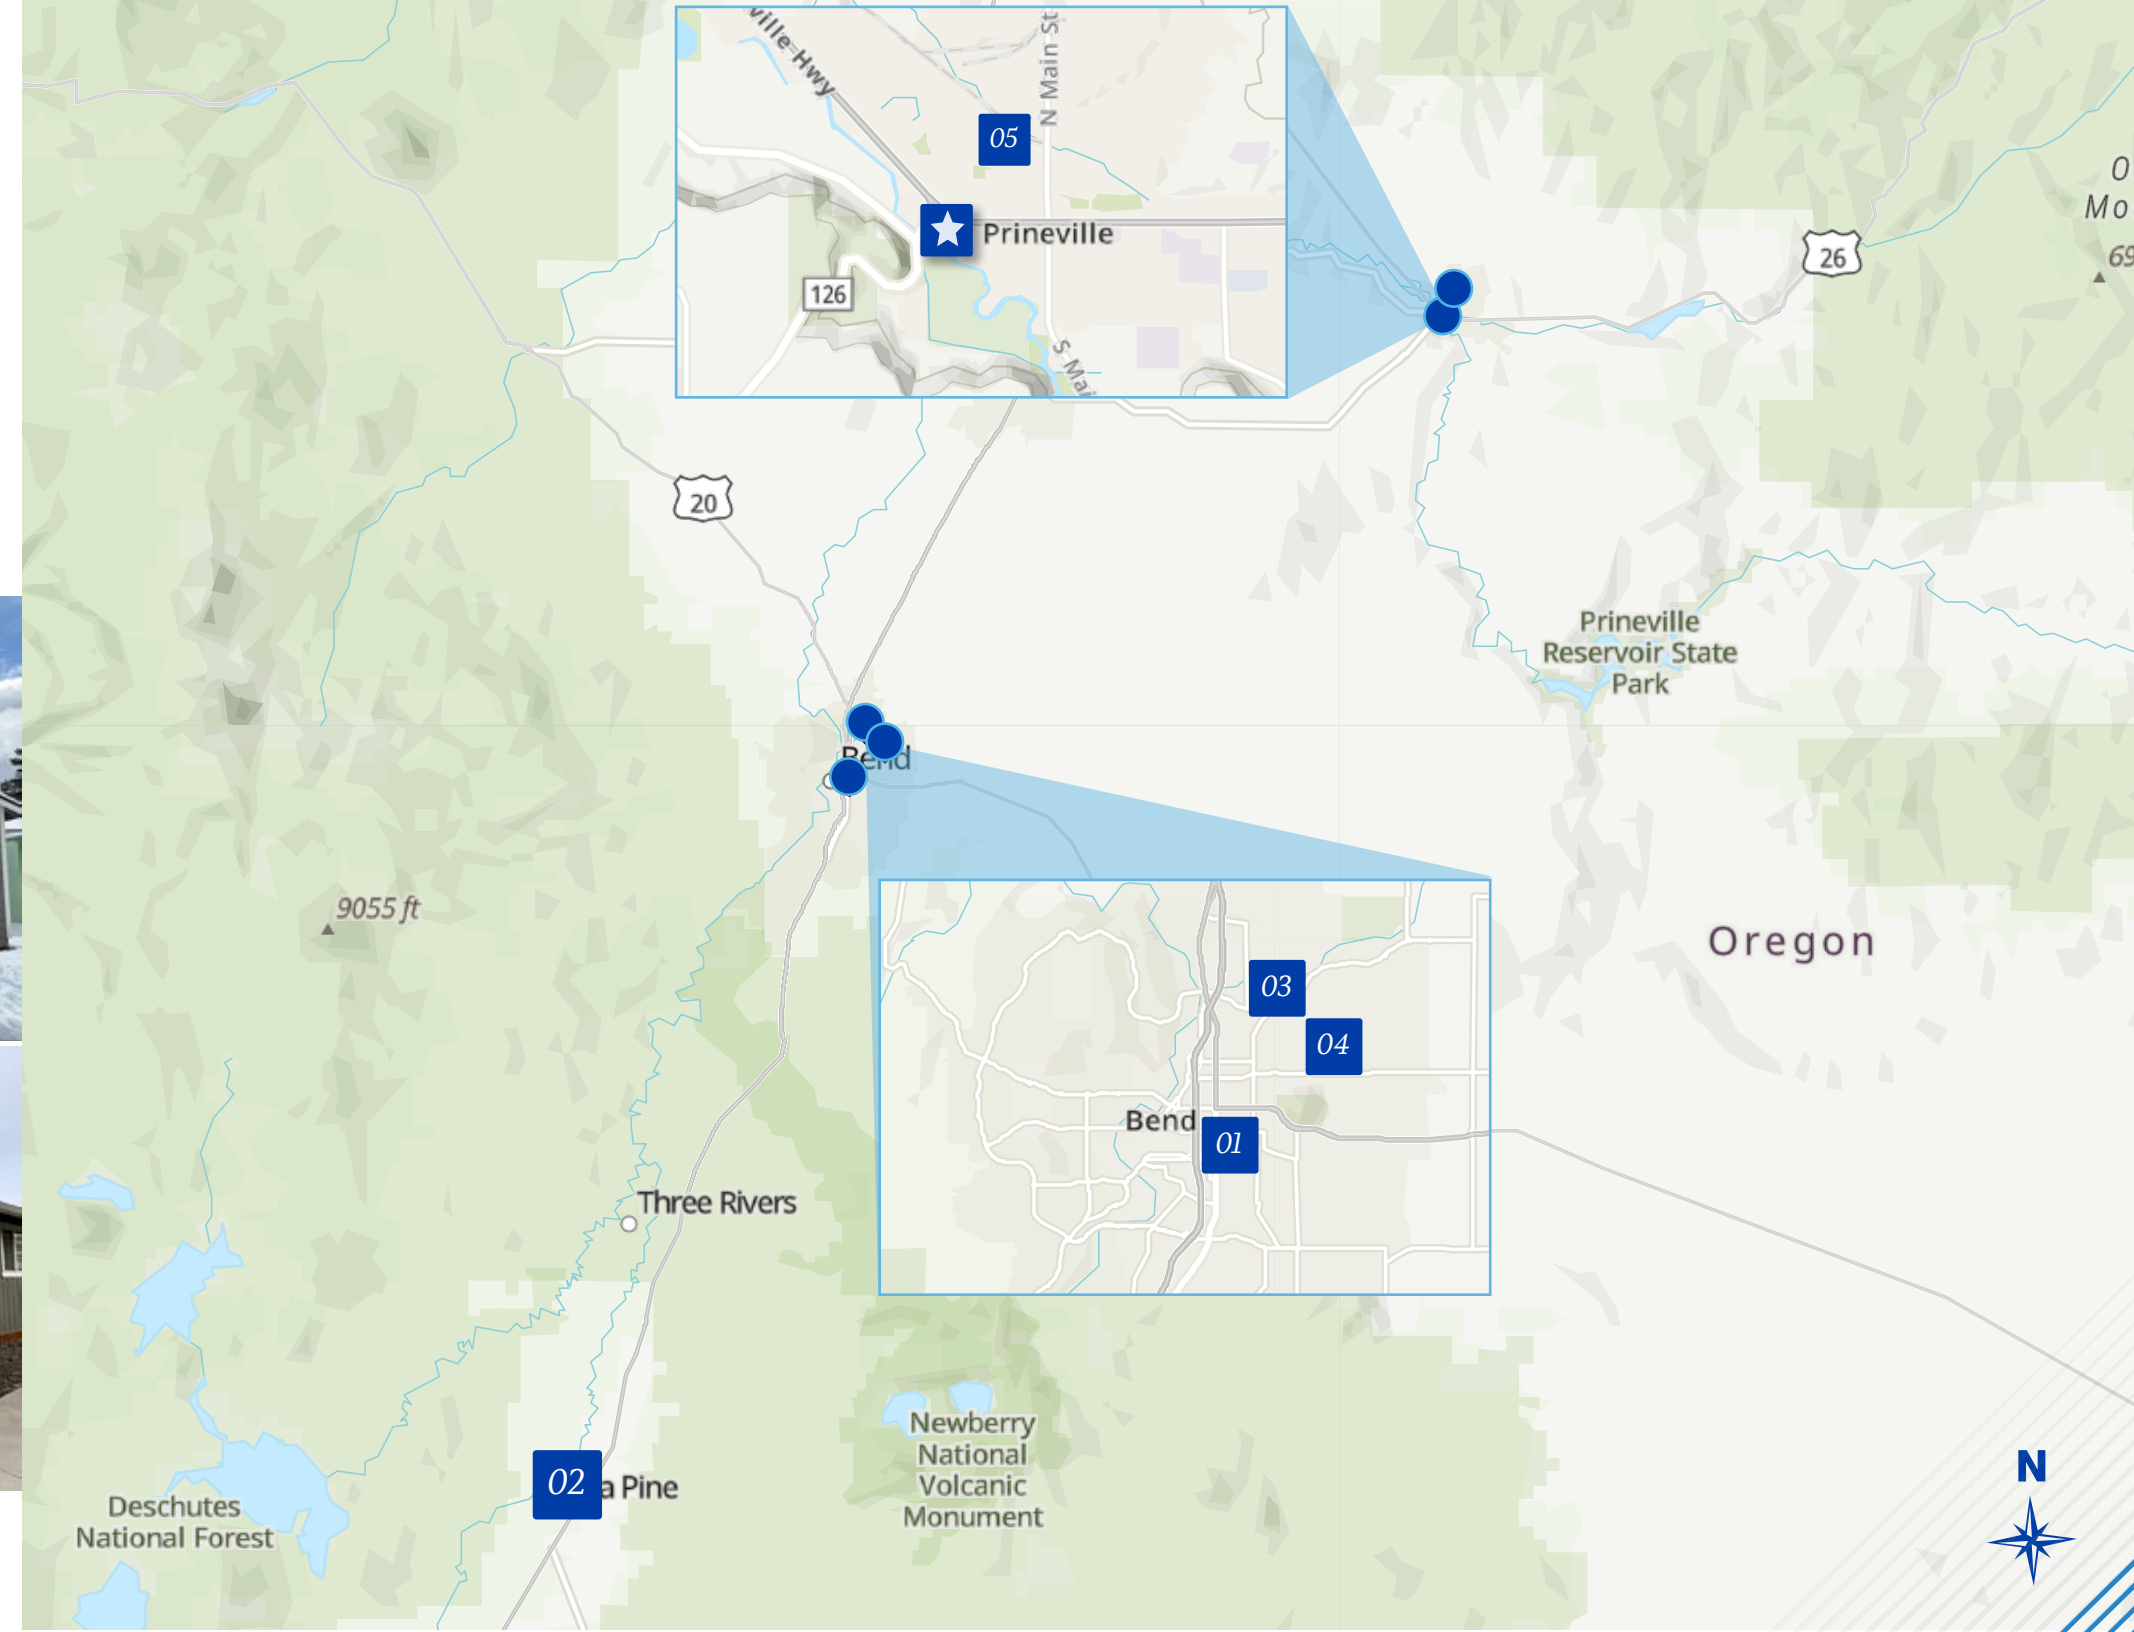 ville Hwy
N Main St
05
Prineville
126
S Mai
26
O
Mo
69
20
Prineville
Reservoir State
Park
Bend
9055 ft
Oregon
03
04
Bend
01
Three Rivers
Newberry
National
Volcanic
Monument
02
a Pine
Deschutes
National Forest
N